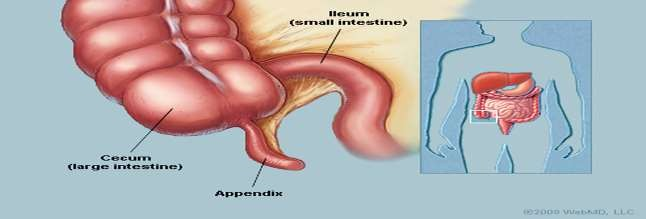 Ileum
(small intestine)
Cecum
(large intestine)
Appendix
©2009 WebMD, LLC.